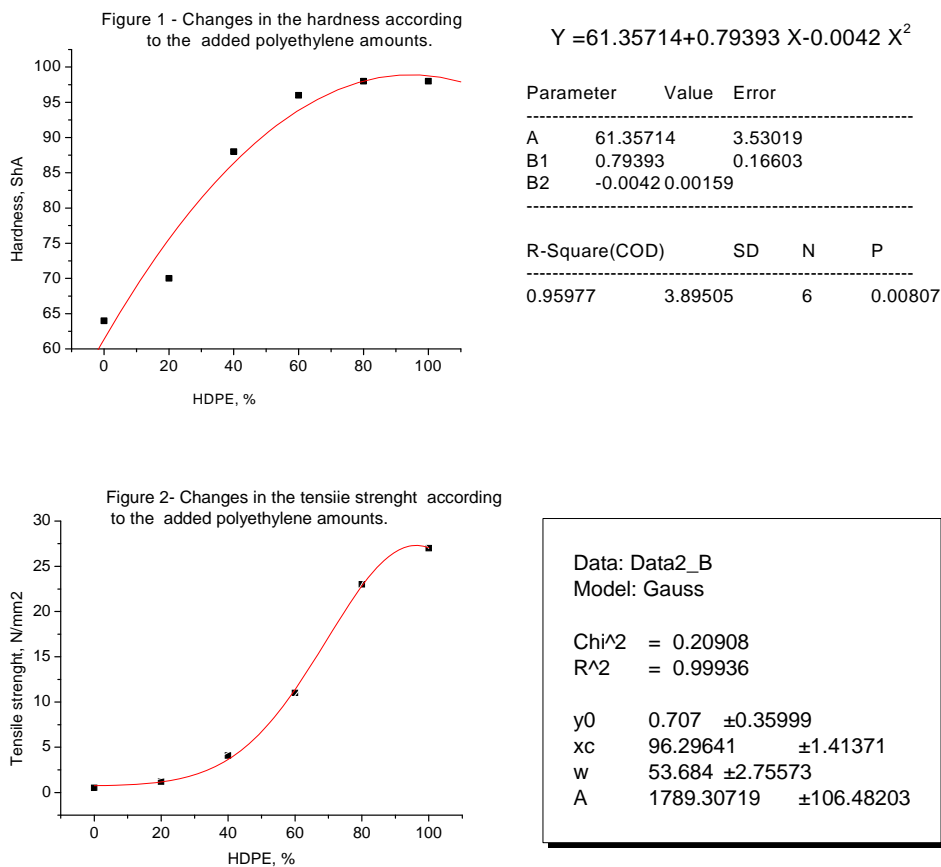 Figure 1 - Changes in the hardness according
to the added polyethylene amounts.
100
95
90
85
80
75
70
65
60
Hardness, ShA
0 20 40 60 80 100
HDPE, %
Y =61.35714+0.79393 X-0.0042 X²
Parameter Value Error
A 61.35714 3.53019
B1 0.79393 0.16603
B2 -0.0042 0.00159
R-Square(COD) SD N P
0.95977 3.89505 6 0.00807
Figure 2- Changes in the tensiie strenght according
to the added polyethylene amounts.
30
25
20
15
10
5
0
Tensile strenght, N/mm2
0 20 40 60 80 100
HDPE, %
Data: Data2_B
Model: Gauss
Chi^2 = 0.20908
R^2 = 0.99936
y0 0.707 ±0.35999
xc 96.29641 ±1.41371
w 53.684 ±2.75573
A 1789.30719 ±106.48203